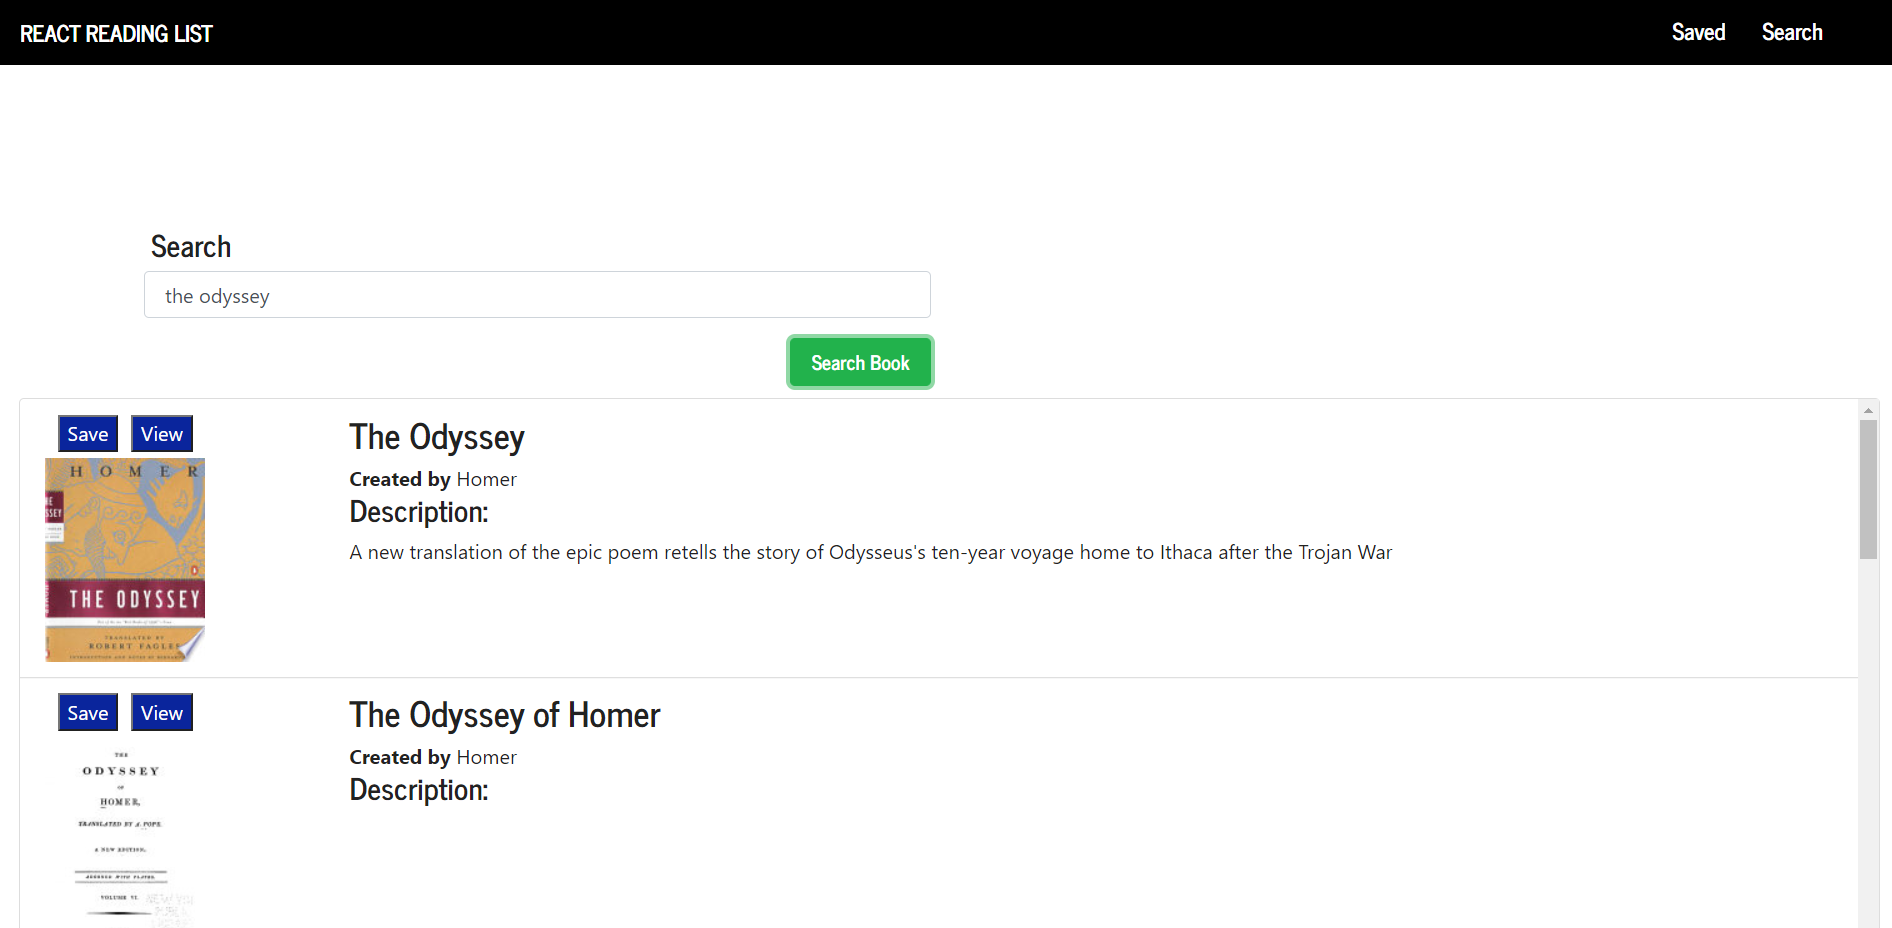 REACT READING LIST
Saved Search
Search
the odyssey
Search Book
Save View
HOMER
THE ODYSSEY
TRANSLATED BY
ROBERT FAGLES
The Odyssey
Created by Homer
Description:
A new translation of the epic poem retells the story of Odysseus's ten-year voyage home to Ithaca after the Trojan War
Save View
THE
ODYSSEY
OF
HOMER,
TRANSLATED BY A. POPE.
A NEW EDITION.
ADORNED WITH PLATES.
VOLUME VI.
The Odyssey of Homer
Created by Homer
Description: